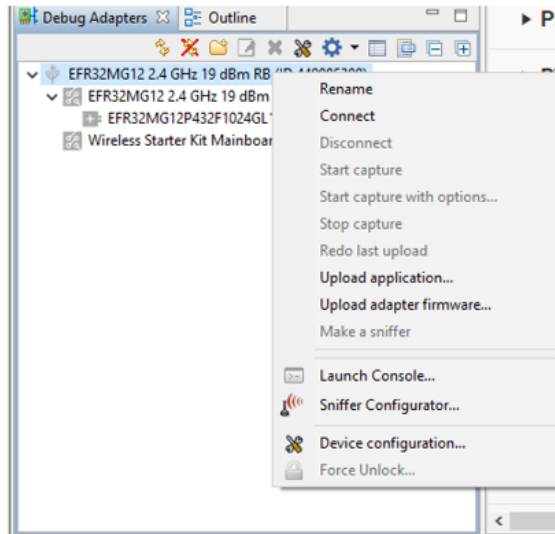 Debug Adapters
Outline
EFR32MG12 2.4 GHz 19 dBm RB
EFR32MG12 2.4 GHz 19 dBm
EFR32MG12P432F1024GL
Wireless Starter Kit
Rename
Connect
Disconnect
Start capture
Start capture with options...
Stop capture
Redo last upload
Upload application...
Upload adapter firmware...
Make a sniffer
Launch Console...
Sniffer Configurator...
Device configuration...
Force Unlock...